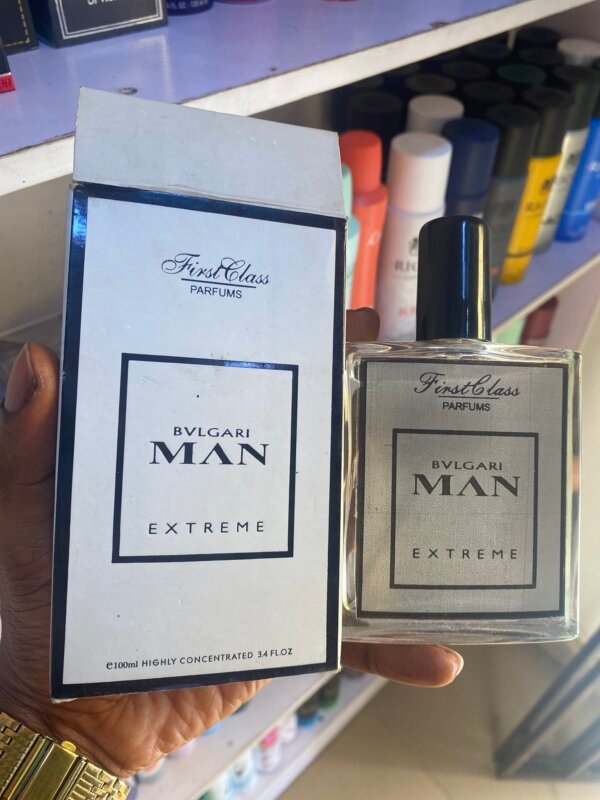 First Class
PARFUMS
BVLGARI
MAN
EXTREME
e100ml HIGHLY CONCENTRATED 3.4 FL.OZ
First Class
PARFUMS
BVLGARI
MAN
EXTREME